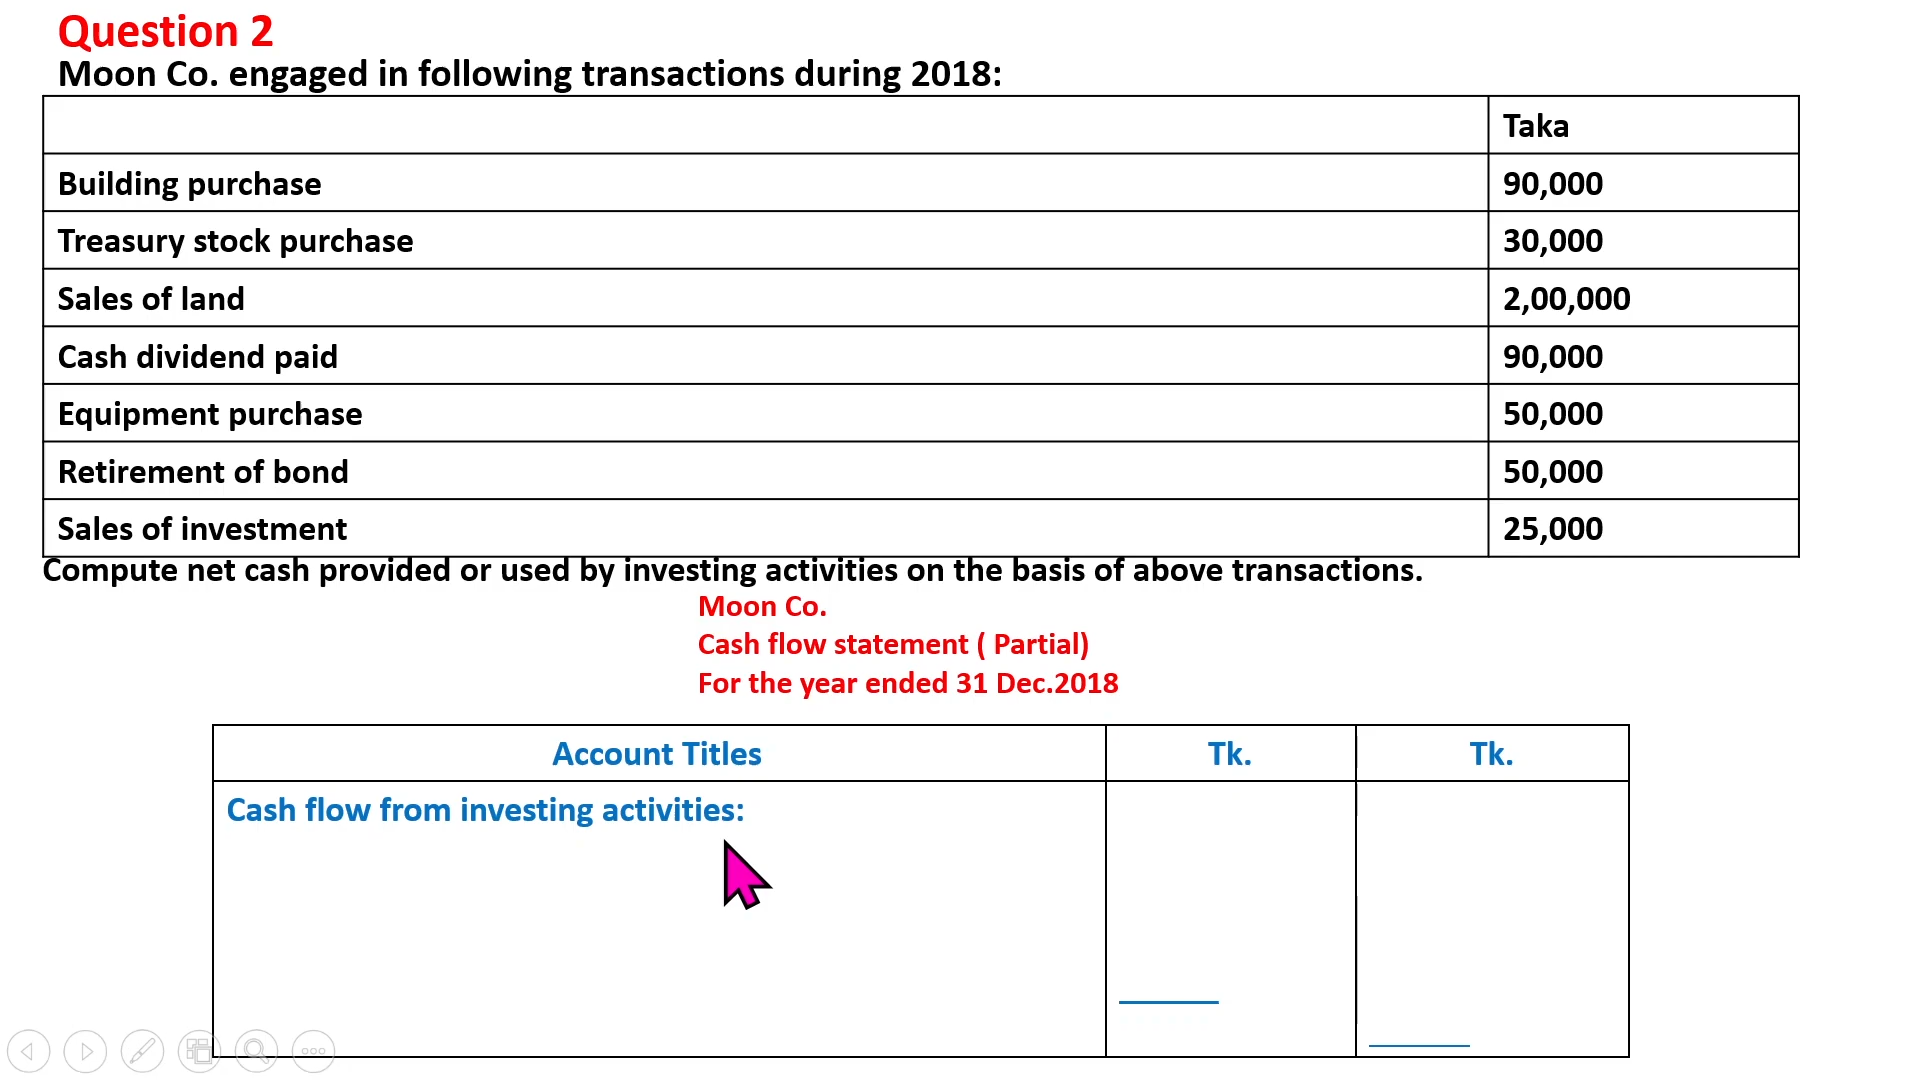 Question 2
Moon Co. engaged in following transactions during 2018:
Taka
Building purchase 90,000
Treasury stock purchase 30,000
Sales of land 2,00,000
Cash dividend paid 90,000
Equipment purchase 50,000
Retirement of bond 50,000
Sales of investment 25,000
Compute net cash provided or used by investing activities on the basis of above transactions.
Moon Co.
Cash flow statement ( Partial)
For the year ended 31 Dec.2018
Account Titles Tk. Tk.
Cash flow from investing activities: